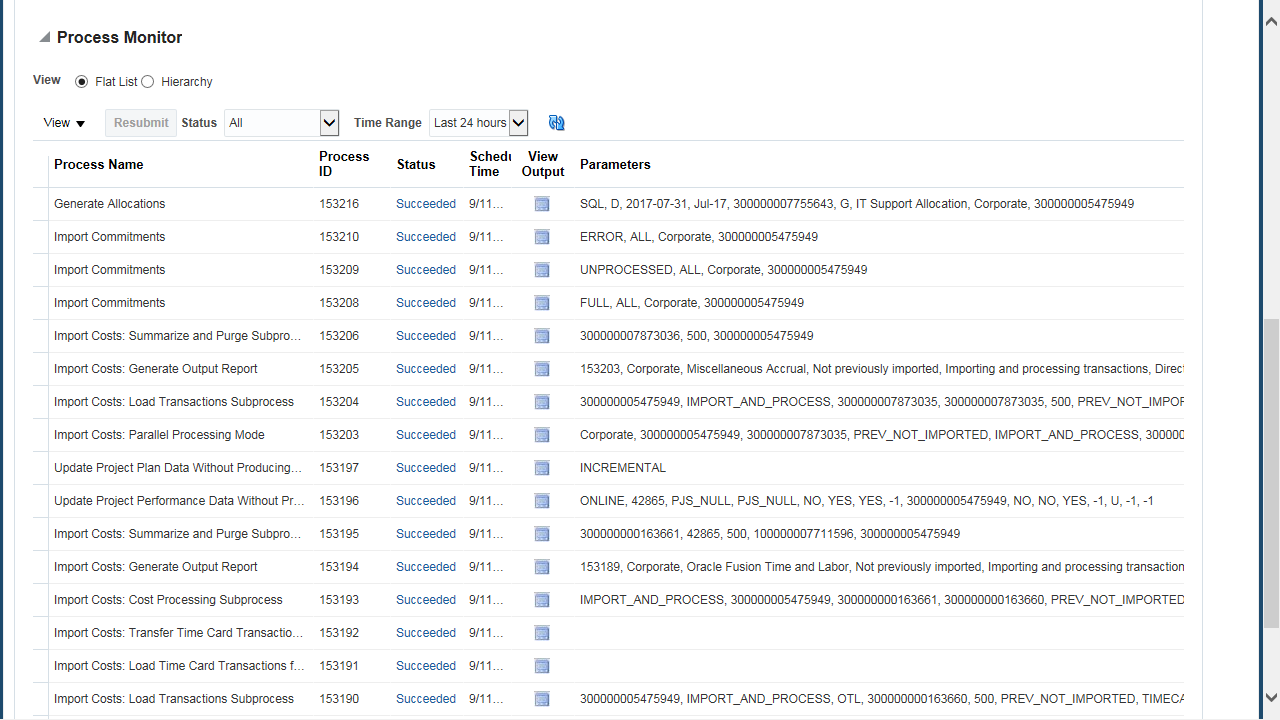 Process Monitor
View Flat List Hierarchy
View Resubmit Status All Time Range Last 24 hours
Process Name Process ID Status Schedu Time View Output Parameters
Generate Allocations 153216 Succeeded 9/11... SQL, D, 2017-07-31, Jul-17, 300000007755643, G, IT Support Allocation, Corporate, 300000005475949
Import Commitments 153210 Succeeded 9/11... ERROR, ALL, Corporate, 300000005475949
Import Commitments 153209 Succeeded 9/11... UNPROCESSED, ALL, Corporate, 300000005475949
Import Commitments 153208 Succeeded 9/11... FULL, ALL, Corporate, 300000005475949
Import Costs: Summarize and Purge Subpro... 153206 Succeeded 9/11... 300000007873036, 500, 300000005475949
Import Costs: Generate Output Report 153205 Succeeded 9/11... 153203, Corporate, Miscellaneous Accrual, Not previously imported, Importing and processing transactions, Direct
Import Costs: Load Transactions Subprocess 153204 Succeeded 9/11... 300000005475949, IMPORT_AND_PROCESS, 300000007873035, 300000007873035, 500, PREV_NOT_IMPOR
Import Costs: Parallel Processing Mode 153203 Succeeded 9/11... Corporate, 300000005475949, 300000007873035, PREV_NOT_IMPORTED, IMPORT_AND_PROCESS, 300000
Update Project Plan Data Without Producing... 153197 Succeeded 9/11... INCREMENTAL
Update Project Performance Data Without Pr... 153196 Succeeded 9/11... ONLINE, 42865, PJS_NULL, PJS_NULL, NO, YES, YES, -1, 300000005475949, NO, NO, YES, -1, U, -1, -1
Import Costs: Summarize and Purge Subpro... 153195 Succeeded 9/11... 300000000163661, 42865, 500, 100000007711596, 300000005475949
Import Costs: Generate Output Report 153194 Succeeded 9/11... 153189, Corporate, Oracle Fusion Time and Labor, Not previously imported, Importing and processing transaction
Import Costs: Cost Processing Subprocess 153193 Succeeded 9/11... IMPORT_AND_PROCESS, 300000005475949, 300000000163661, 300000000163660, PREV_NOT_IMPORTED
Import Costs: Transfer Time Card Transactio... 153192 Succeeded 9/11...
Import Costs: Load Time Card Transactions f... 153191 Succeeded 9/11...
Import Costs: Load Transactions Subprocess 153190 Succeeded 9/11... 300000005475949, IMPORT_AND_PROCESS, OTL, 300000000163660, 500, PREV_NOT_IMPORTED, TIMECA